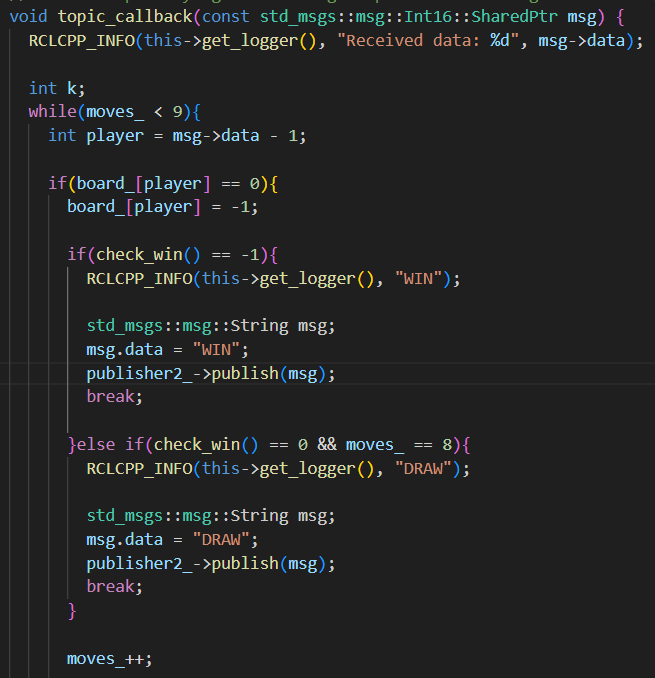 void topic_callback(const std_msgs::msg::Int16::SharedPtr msg) {
RCLCPP_INFO(this->get_logger(), "Received data: %d", msg->data);
int k;
while(moves_ < 9){
int player = msg->data - 1;
if(board_[player] == 0){
board_[player] = -1;
if(check_win() == -1){
RCLCPP_INFO(this->get_logger(), "WIN");
std_msgs::msg::String msg;
msg.data = "WIN";
publisher2_->publish(msg);
break;
}else if(check_win() == 0 && moves_ == 8){
RCLCPP_INFO(this->get_logger(), "DRAW");
std_msgs::msg::String msg;
msg.data = "DRAW";
publisher2_->publish(msg);
break;
}
moves_++;